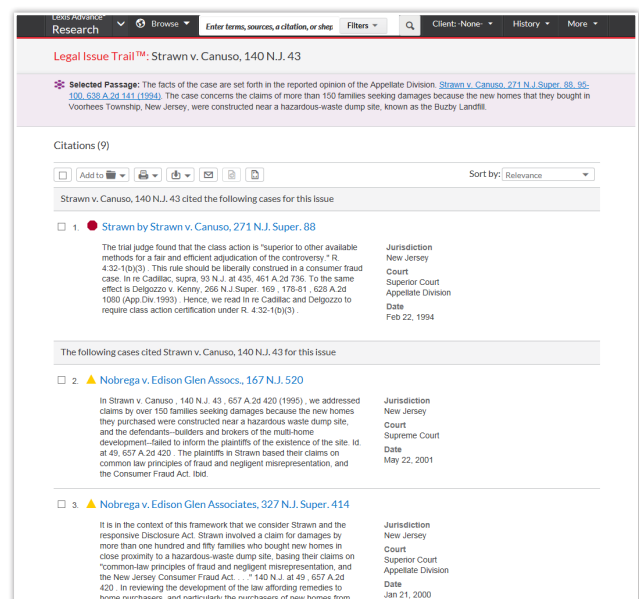 Lexis Advance®
Research
Browse
Enter terms, sources, a citation, or shep
Filters
Client: -None-
History
More
Legal Issue Trail™: Strawn v. Canuso, 140 N.J. 43
Selected Passage: The facts of the case are set forth in the reported opinion of the Appellate Division. Strawn v. Canuso, 271 N.J.Super. 88, 95-
100, 638 A.2d 141 (1994). The case concerns the claims of more than 150 families seeking damages because the new homes that they bought in
Voorhees Township, New Jersey, were constructed near a hazardous-waste dump site, known as the Buzby Landfill.
Citations (9)
Add to
Sort by: Relevance
Strawn v. Canuso, 140 N.J. 43 cited the following cases for this issue
1. Strawn by Strawn v. Canuso, 271 N.J. Super. 88
The trial judge found that the class action is "superior to other available
methods for a fair and efficient adjudication of the controversy." R.
4:32-1(b)(3) . This rule should be liberally construed in a consumer fraud
case. In re Cadillac, supra, 93 N.J. at 435, 461 A.2d 736. To the same
effect is Delgozzo v. Kenny, 266 N.J.Super. 169 , 178-81 , 628 A.2d
1080 (App.Div.1993) . Hence, we read In re Cadillac and Delgozzo to
require class action certification under R. 4:32-1(b)(3) .
Jurisdiction
New Jersey
Court
Superior Court
Appellate Division
Date
Feb 22, 1994
The following cases cited Strawn v. Canuso, 140 N.J. 43 for this issue
2. Nobrega v. Edison Glen Assocs., 167 N.J. 520
In Strawn v. Canuso , 140 N.J. 43 , 657 A.2d 420 (1995) , we addressed
claims by over 150 families seeking damages because the new homes
they purchased were constructed near a hazardous waste dump site,
and the defendants--builders and brokers of the multi-home
development--failed to inform the plaintiffs of the existence of the site. Id.
at 49, 657 A.2d 420 . The plaintiffs in Strawn based their claims on
common law principles of fraud and negligent misrepresentation, and
the Consumer Fraud Act. Ibid.
Jurisdiction
New Jersey
Court
Supreme Court
Date
May 22, 2001
3. Nobrega v. Edison Glen Associates, 327 N.J. Super. 414
It is in the context of this framework that we consider Strawn and the
responsive Disclosure Act. Strawn involved a claim for damages by
more than one hundred and fifty families who bought new homes in
close proximity to a hazardous-waste dump site, basing their claims on
"common-law principles of fraud and negligent misrepresentation, and
the New Jersey Consumer Fraud Act. . . ." 140 N.J. at 49 , 657 A.2d
420 . In reviewing the development of the law affording remedies to
home purchasers, and particularly the purchasers of new homes from
Jurisdiction
New Jersey
Court
Superior Court
Appellate Division
Date
Jan 21, 2000